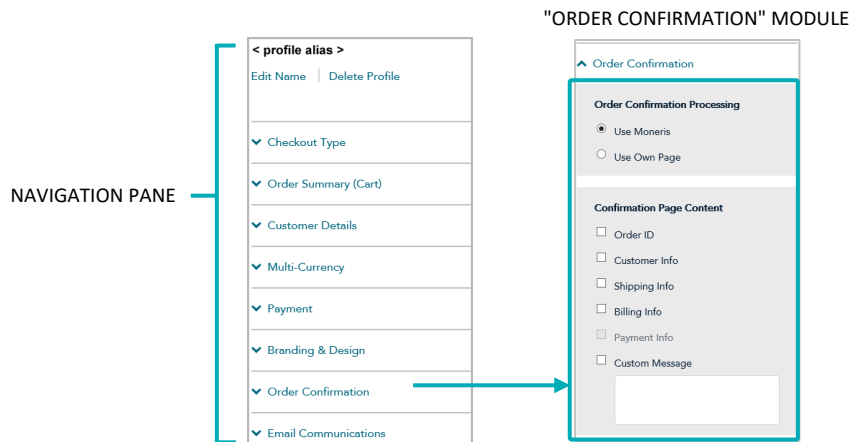 "ORDER CONFIRMATION" MODULE
NAVIGATION PANE
< profile alias >
Edit Name | Delete Profile
Checkout Type
Order Summary (Cart)
Customer Details
Multi-Currency
Payment
Branding & Design
Order Confirmation
Email Communications
Order Confirmation
Order Confirmation Processing
Use Moneris
Use Own Page
Confirmation Page Content
Order ID
Customer Info
Shipping Info
Billing Info
Payment Info
Custom Message